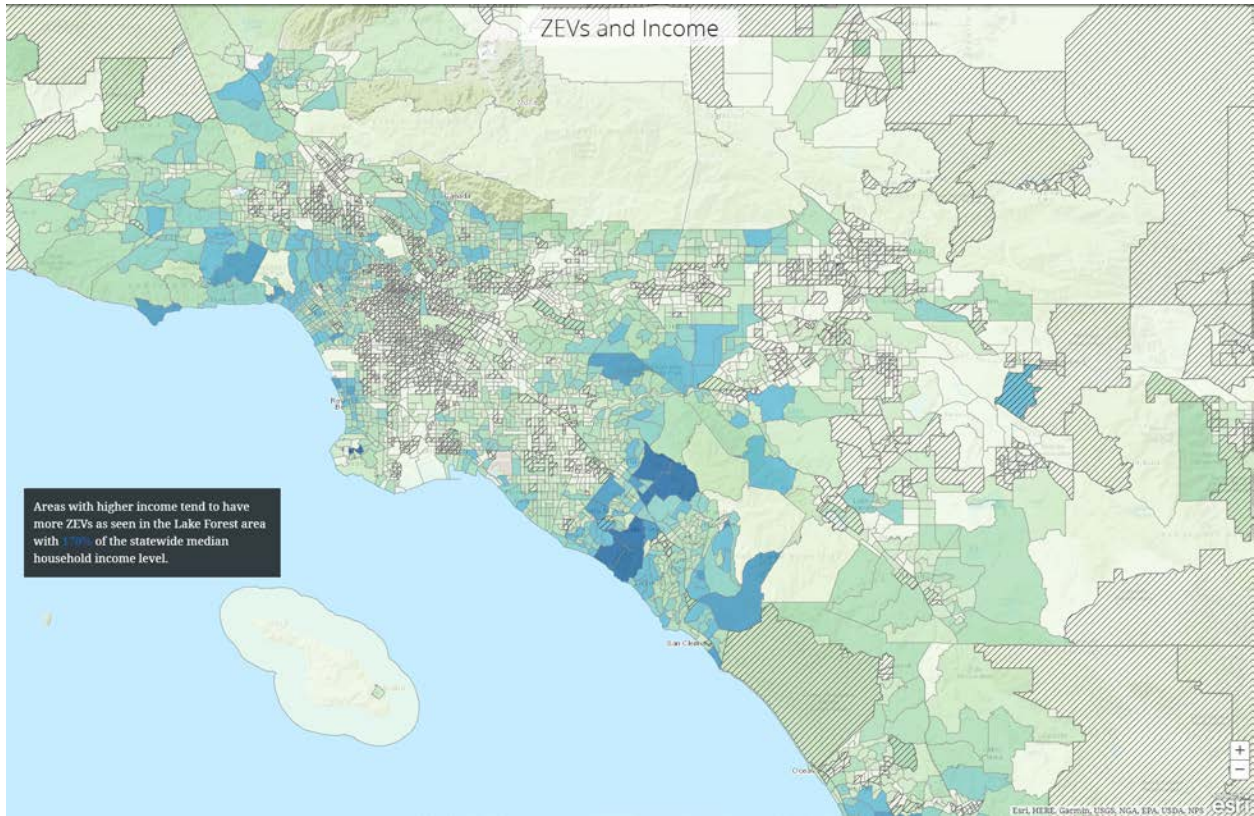 ZEVs and Income
Areas with higher income tend to have
more ZEVs as seen in the Lake Forest area
with 170% of the statewide median
household income level.
San Cleme
Ocean
+
−
Esri, HERE, Garmin, USGS, NGA, EPA, USDA, NPS
esri